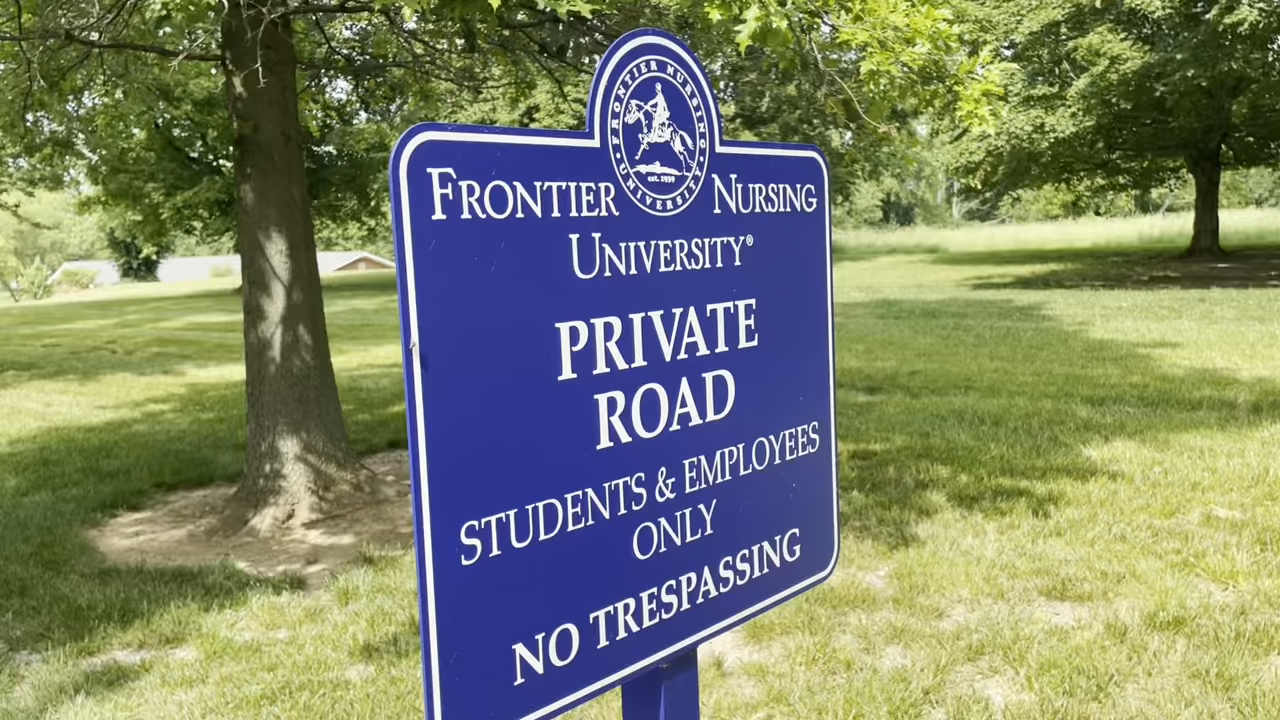 FRONTIER NURSING
UNIVERSITY
est. 1939
FRONTIER NURSING
UNIVERSITY®
PRIVATE
ROAD
STUDENTS & EMPLOYEES
ONLY
NO TRESPASSING